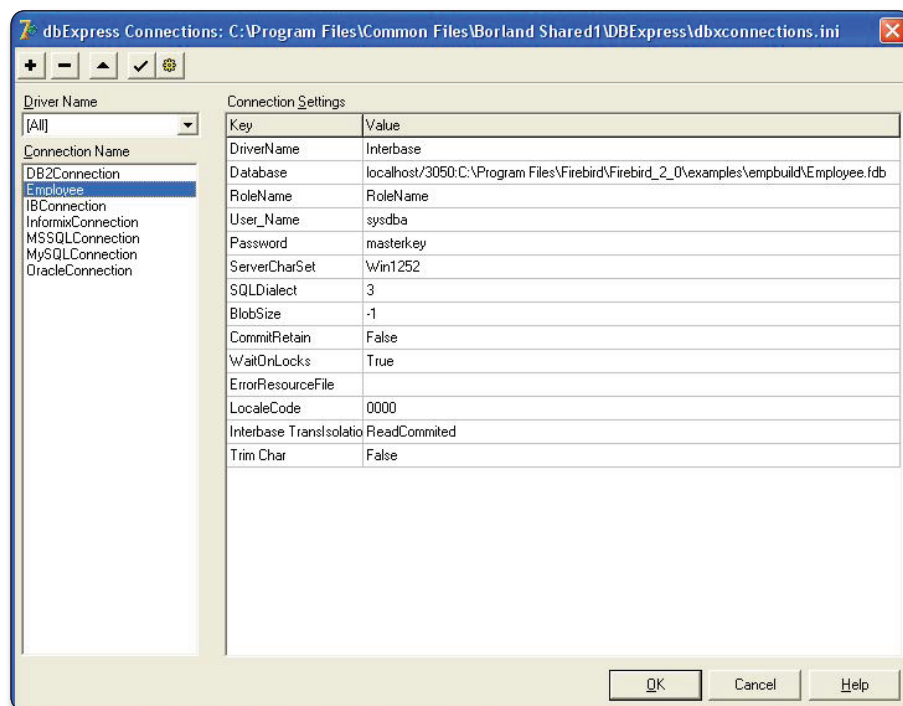 dbExpress Connections: C:\Program Files\Common Files\Borland Shared1\DBExpress\dbxconnections.ini
Driver Name
[All]
Connection Name
DB2Connection
Employee
IBConnection
InformixConnection
MSSQLConnection
MySQLConnection
OracleConnection
Connection Settings
Key Value
DriverName Interbase
Database localhost/3050:C:\Program Files\Firebird\Firebird_2_0\examples\empbuild\Employee.fdb
RoleName RoleName
User_Name sysdba
Password masterkey
ServerCharSet Win1252
SQLDialect 3
BlobSize -1
CommitRetain False
WaitOnLocks True
ErrorResourceFile
LocaleCode 0000
Interbase TransIsolatio ReadCommited
Trim Char False
OK Cancel Help